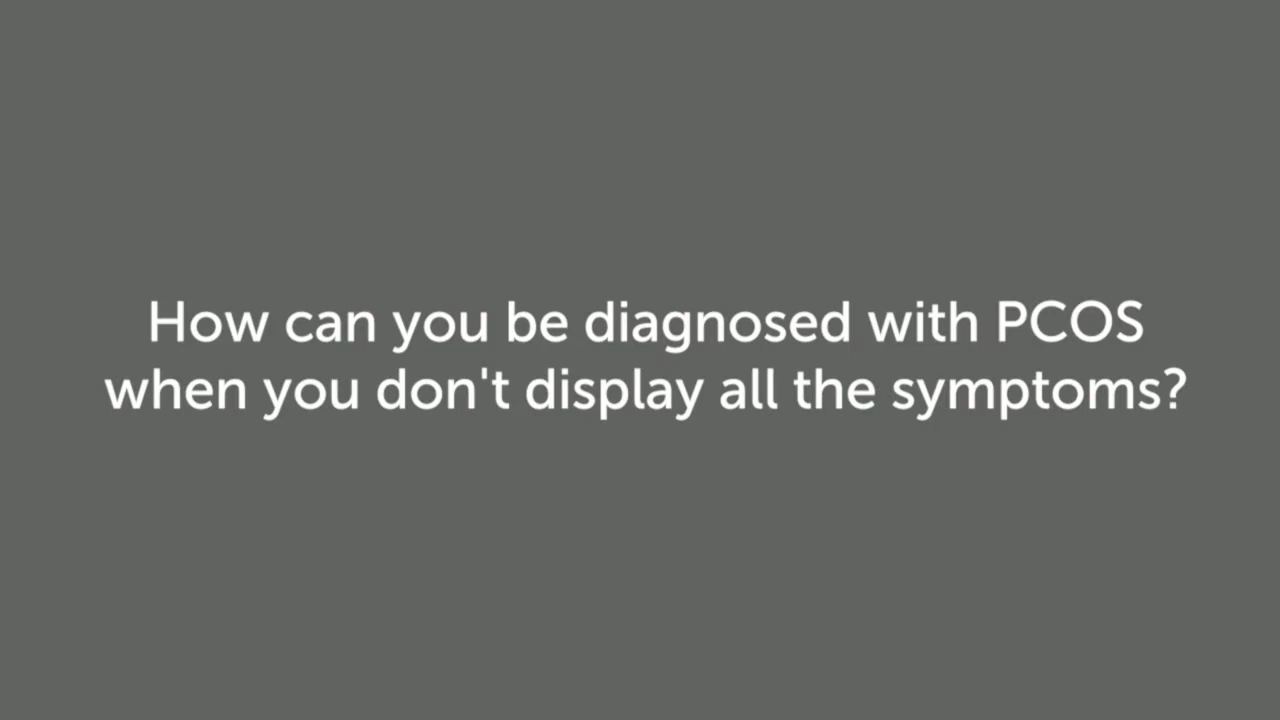 How can you be diagnosed with PCOS
when you don't display all the symptoms?